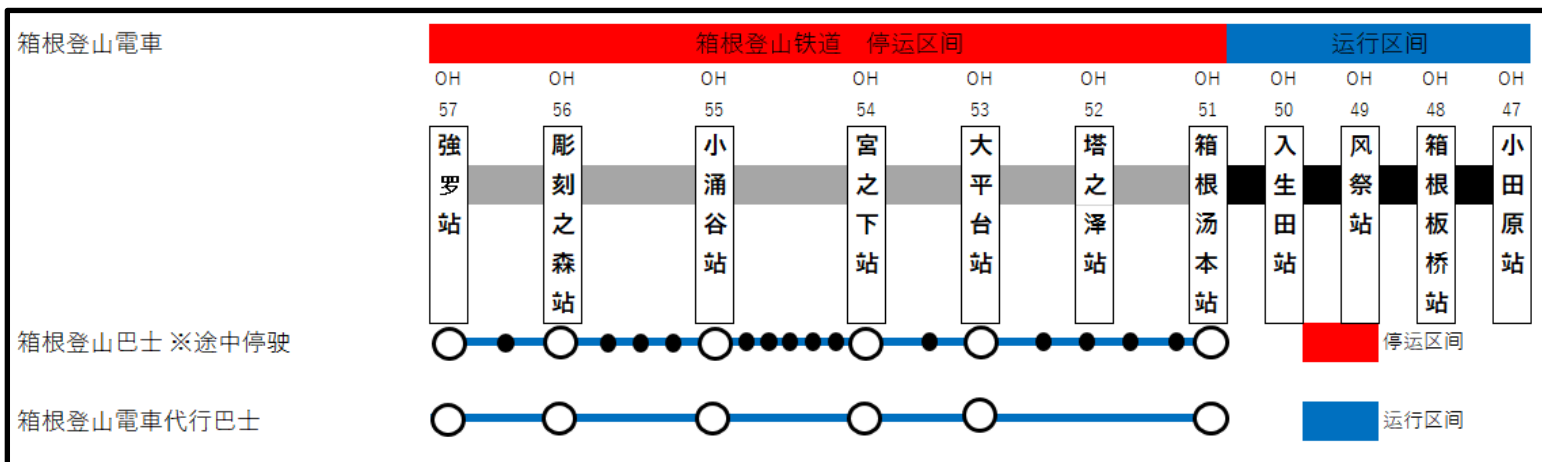 箱根登山電車
箱根登山铁道　停运区间
运行区间
OH OH OH OH OH OH OH OH OH OH OH
57 56 55 54 53 52 51 50 49 48 47
強罗站
彫刻之森站
小涌谷站
宮之下站
大平台站
塔之泽站
箱根汤本站
入生田站
风祭站
箱根板桥站
小田原站
箱根登山巴士 ※途中停驶
停运区间
箱根登山電車代行巴士
运行区间